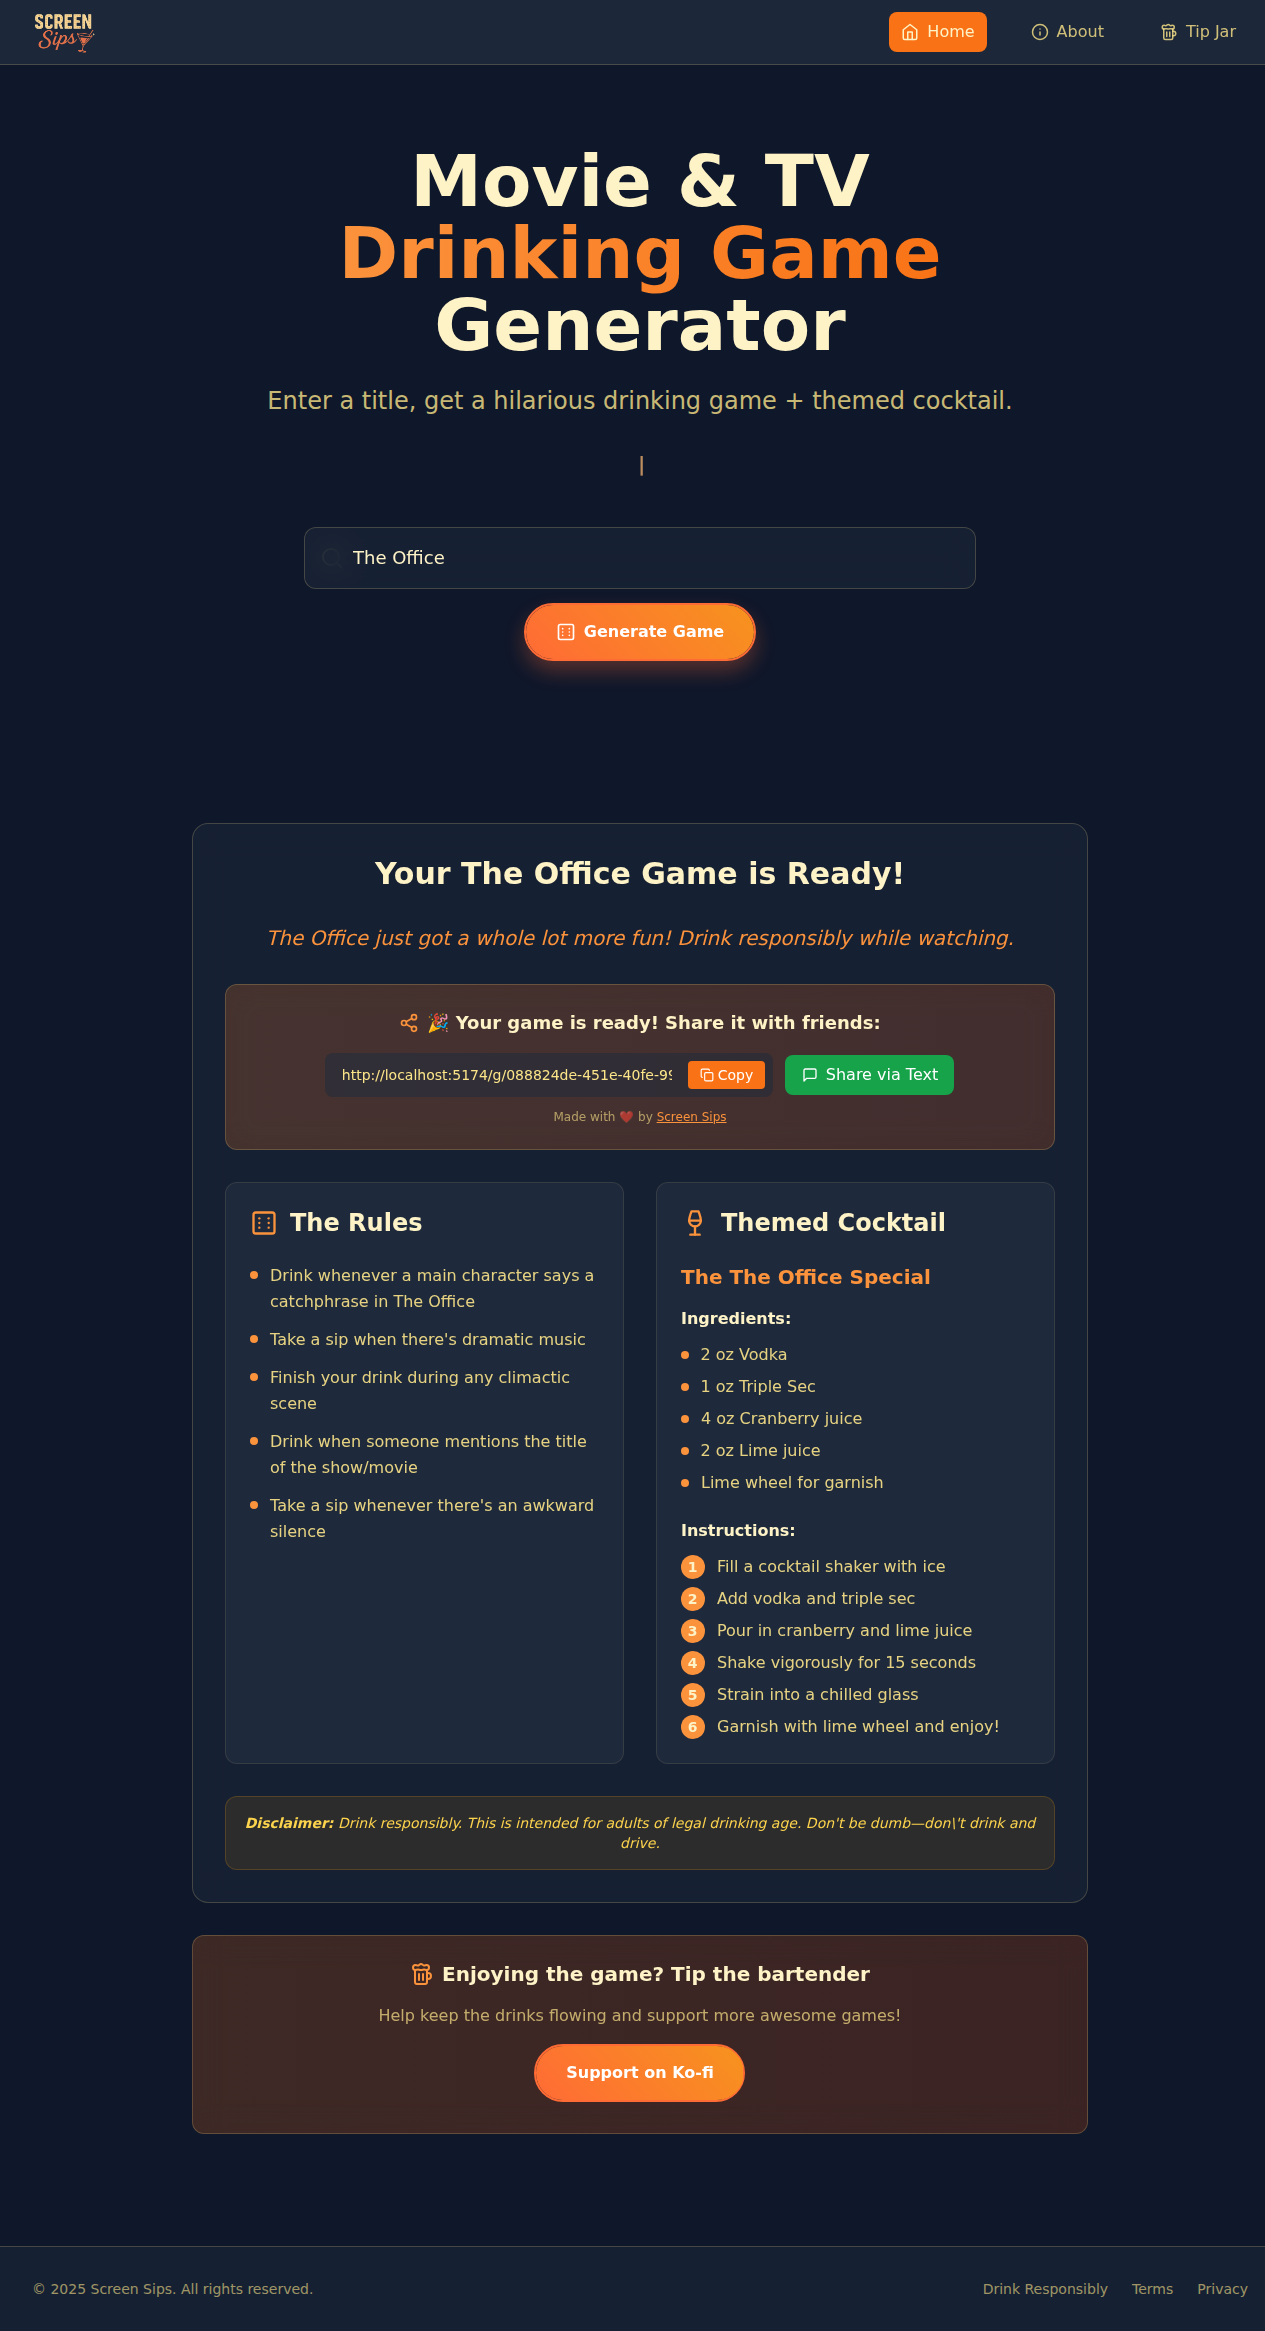 SCREEN
Sips
Home
About
Tip Jar
Movie & TV
Drinking Game
Generator
Enter a title, get a hilarious drinking game + themed cocktail.
|
The Office
Generate Game
Your The Office Game is Ready!
The Office just got a whole lot more fun! Drink responsibly while watching.
🎉 Your game is ready! Share it with friends:
http://localhost:5174/g/088824de-451e-40fe-99
Copy
Share via Text
Made with ❤️ by Screen Sips
The Rules
Drink whenever a main character says a
catchphrase in The Office
Take a sip when there's dramatic music
Finish your drink during any climactic
scene
Drink when someone mentions the title
of the show/movie
Take a sip whenever there's an awkward
silence
Themed Cocktail
The The Office Special
Ingredients:
2 oz Vodka
1 oz Triple Sec
4 oz Cranberry juice
2 oz Lime juice
Lime wheel for garnish
Instructions:
1 Fill a cocktail shaker with ice
2 Add vodka and triple sec
3 Pour in cranberry and lime juice
4 Shake vigorously for 15 seconds
5 Strain into a chilled glass
6 Garnish with lime wheel and enjoy!
Disclaimer: Drink responsibly. This is intended for adults of legal drinking age. Don't be dumb—don\'t drink and
drive.
Enjoying the game? Tip the bartender
Help keep the drinks flowing and support more awesome games!
Support on Ko-fi
© 2025 Screen Sips. All rights reserved.
Drink Responsibly
Terms
Privacy